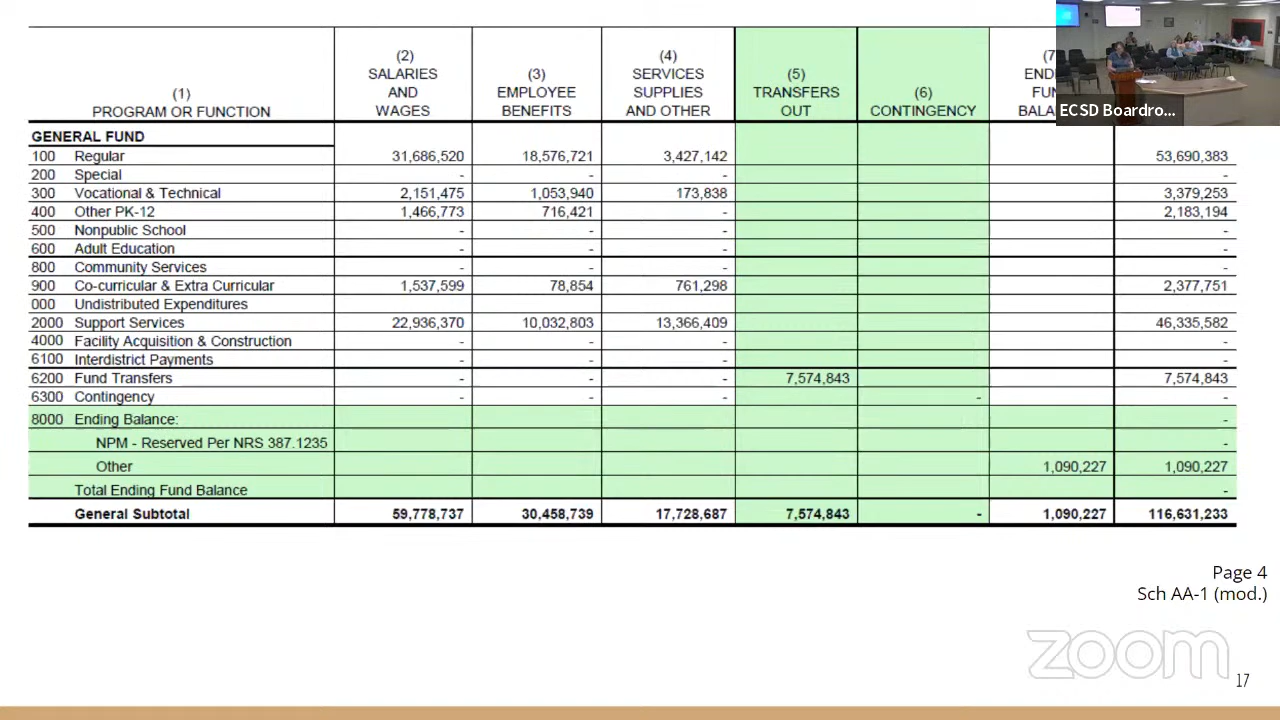 (1)
PROGRAM OR FUNCTION
(2)
SALARIES
AND
WAGES
(3)
EMPLOYEE
BENEFITS
(4)
SERVICES
SUPPLIES
AND OTHER
(5)
TRANSFERS
OUT
(6)
CONTINGENCY
ECSD Boardro...
GENERAL FUND
100 Regular 31,686,520 18,576,721 3,427,142 53,690,383
200 Special - - - -
300 Vocational & Technical 2,151,475 1,053,940 173,838 3,379,253
400 Other PK-12 1,466,773 716,421 - 2,183,194
500 Nonpublic School - - - -
600 Adult Education - - - -
800 Community Services - - - -
900 Co-curricular & Extra Curricular 1,537,599 78,854 761,298 2,377,751
000 Undistributed Expenditures
2000 Support Services 22,936,370 10,032,803 13,366,409 46,335,582
4000 Facility Acquisition & Construction - - - -
6100 Interdistrict Payments - - - -
6200 Fund Transfers - - - 7,574,843 7,574,843
6300 Contingency - - - - -
8000 Ending Balance: -
NPM - Reserved Per NRS 387.1235 -
Other 1,090,227 1,090,227
Total Ending Fund Balance -
General Subtotal 59,778,737 30,458,739 17,728,687 7,574,843 - 1,090,227 116,631,233
Page 4
Sch AA-1 (mod.)
zoom
17